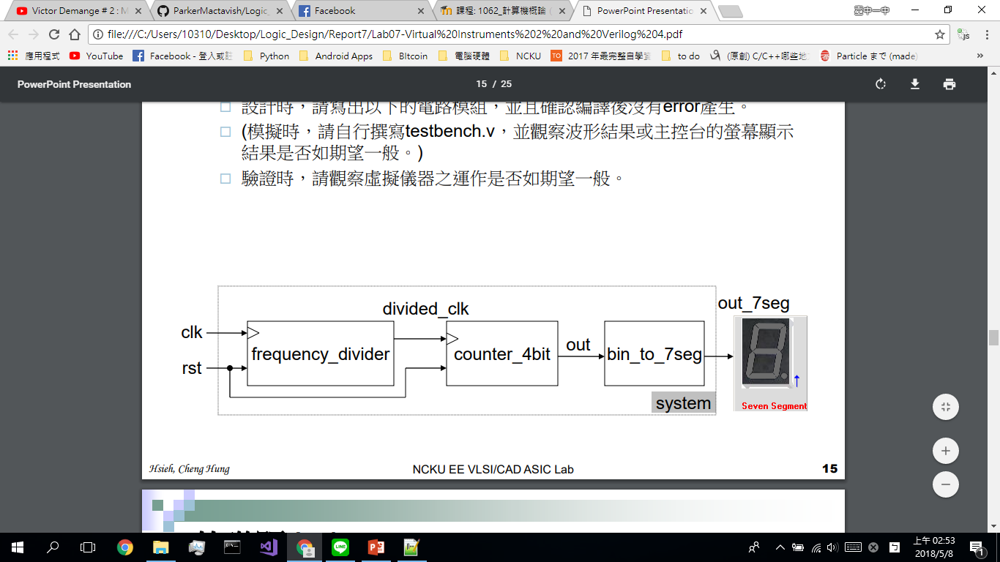 Victor Demange # 2 : M
ParkerMactavish/Logic_
Facebook
課程: 1062_計算機概論 (
PowerPoint Presentatio
臺中一中
file:///C:/Users/10310/Desktop/Logic_Design/Report7/Lab07-Virtual%20Instruments%202%20and%20Verilog%204.pdf
應用程式
YouTube
Facebook - 登入或註
Python
Android Apps
BItcoin
電腦硬體
NCKU
TO
2017 年最完整自學資
to do
(原創) C/C++哪些地
Particle まで (made)
»
PowerPoint Presentation
15 / 25
設計時，請寫出以下的電路模組，並且確認編譯後沒有error產生。
(模擬時，請自行撰寫testbench.v，並觀察波形結果或主控台的螢幕顯示
結果是否如期望一般。)
驗證時，請觀察虛擬儀器之運作是否如期望一般。
divided_clk
out_7seg
clk
frequency_divider
counter_4bit
out
bin_to_7seg
rst
system
Seven Segment
Hsieh, Cheng Hung
NCKU EE VLSI/CAD ASIC Lab
15
上午 02:53
2018/5/8